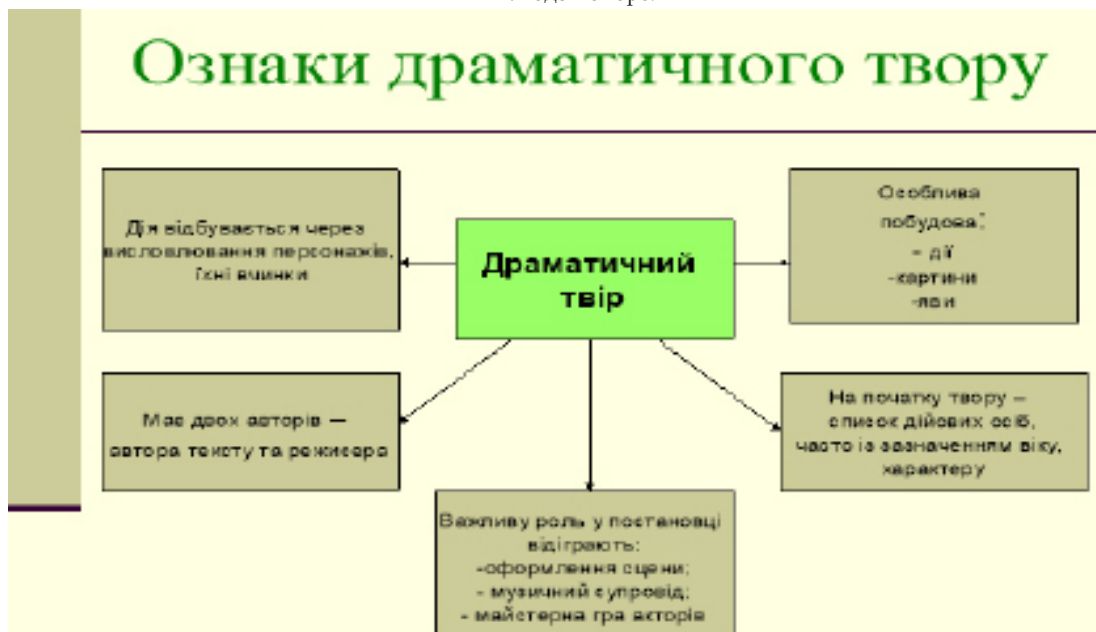 Ознаки драматичного твору
Дія відбувається через
висловлювання персонажів,
їхні вчинки
Драматичний
твір
Особлива
побудова:
- дії
-картини
-яви
Має двох авторів —
автора тексту та режисера
На початку твору –
список дійових осіб,
часто із зазначенням віку,
характеру
Важливу роль у постановці
відіграють:
-оформлення сцени;
- музичний супровід;
- майстерна гра акторів